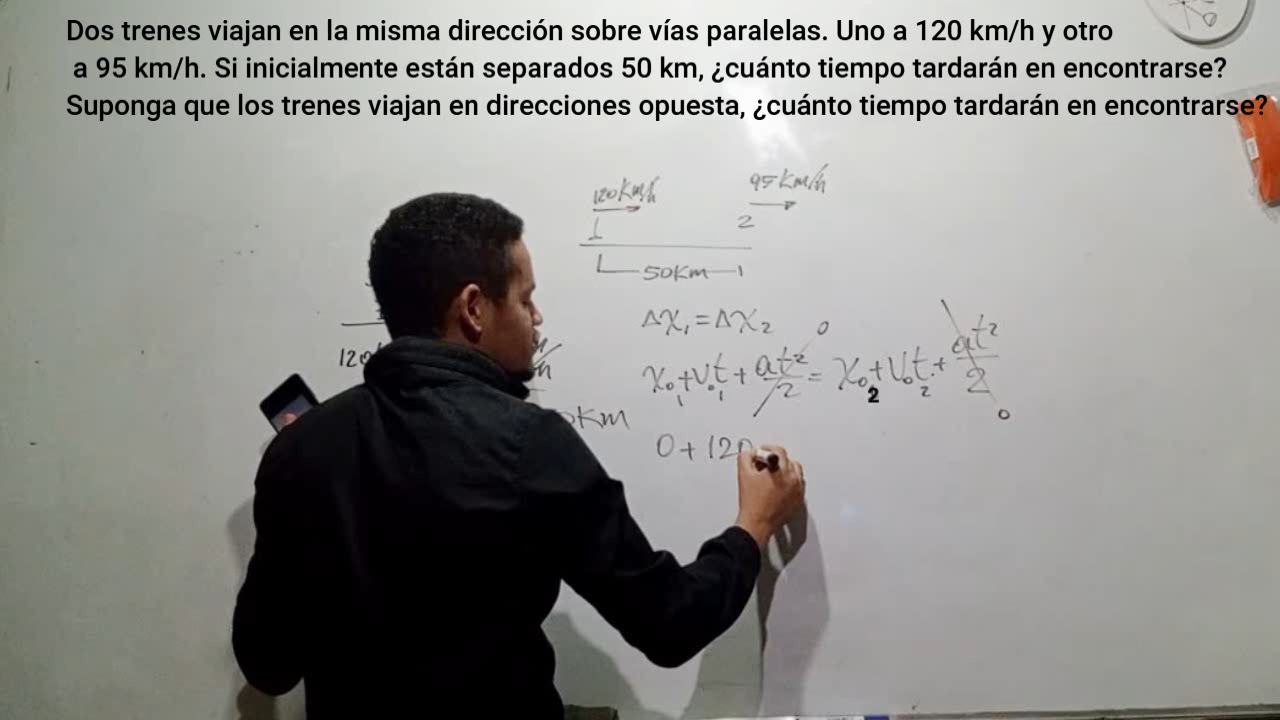 Dos trenes viajan en la misma dirección sobre vías paralelas. Uno a 120 km/h y otro
a 95 km/h. Si inicialmente están separados 50 km, ¿cuánto tiempo tardarán en encontrarse?
Suponga que los trenes viajan en direcciones opuesta, ¿cuánto tiempo tardarán en encontrarse?
120Km/h 95Km/h
1 2
50Km
Δx₁ = Δx₂
0
x₀₁ + V₀₁t + at²/2 = x₀₂ + V₀₂t + at²/2
0
Km
0 + 120